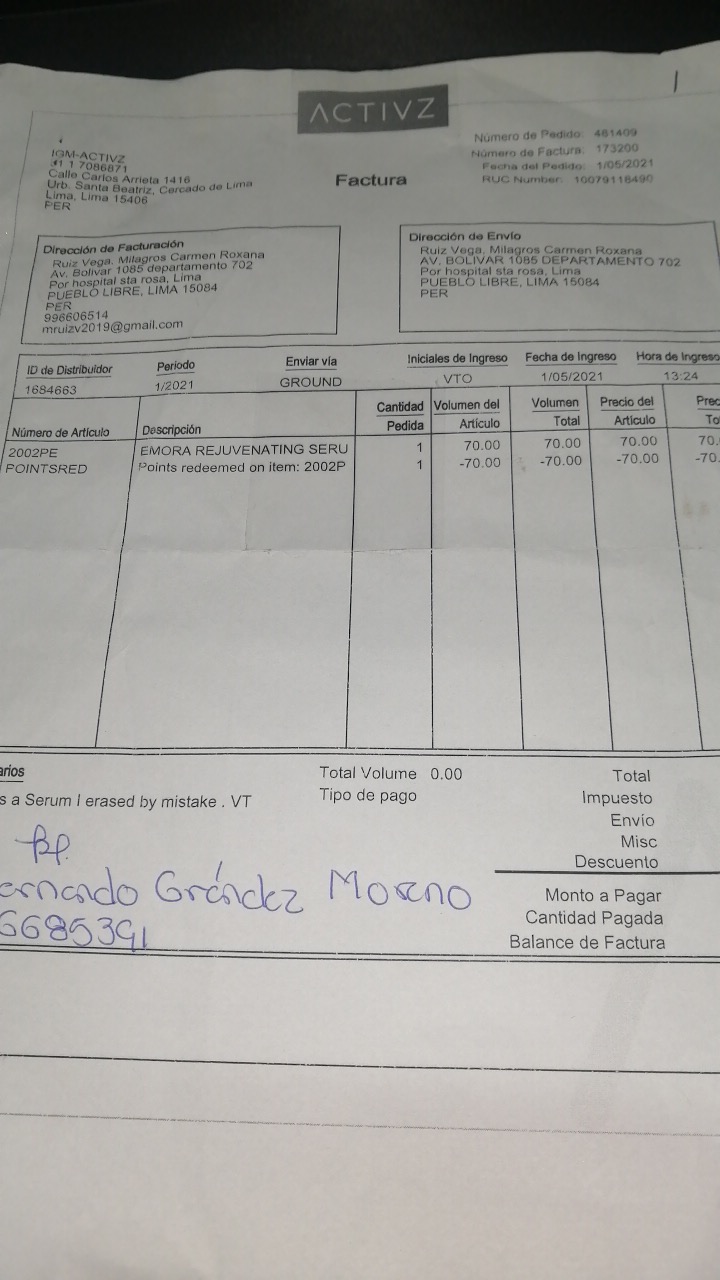 ACTIVZ
IGM-ACTIVZ
Calle Carlos Arrieta 1416
Urb. Santa Beatriz, Cercado de Lima
Lima, Lima 15406
PER
Factura
Número de Pedido: 481409
Número de Factura: 173200
Fecha del Pedido: 1/05/2021
RUC Number: 10079118490
Dirección de Facturación
Ruiz Vega, Milagros Carmen Roxana
Av. Bolivar 1085 departamento 702
Por hospital sta rosa, Lima
PUEBLO LIBRE, LIMA 15084
PER
998606514
mruizv2019@gmail.com
Dirección de Envío
Ruiz Vega, Milagros Carmen Roxana
AV. BOLIVAR 1085 DEPARTAMENTO 702
Por hospital sta rosa, Lima
PUEBLO LIBRE, LIMA 15084
PER
ID de Distribuidor Periodo Enviar vía Iniciales de Ingreso Fecha de Ingreso Hora de Ingreso
1684663 1/2021 GROUND VTO 1/05/2021 13:24
Número de Artículo Descripción Cantidad Pedida Volumen del Artículo Volumen Total Precio del Artículo
2002PE EMORA REJUVENATING SERU 1 70.00 70.00 70.00 70.
POINTSRED Points redeemed on item: 2002P 1 -70.00 -70.00 -70.00 -70.
s a Serum I erased by mistake . VT
Total Volume 0.00
Tipo de pago
Total
Impuesto
Envío
Misc
Descuento
Monto a Pagar
Cantidad Pagada
Balance de Factura
Grández Moreno
6685391